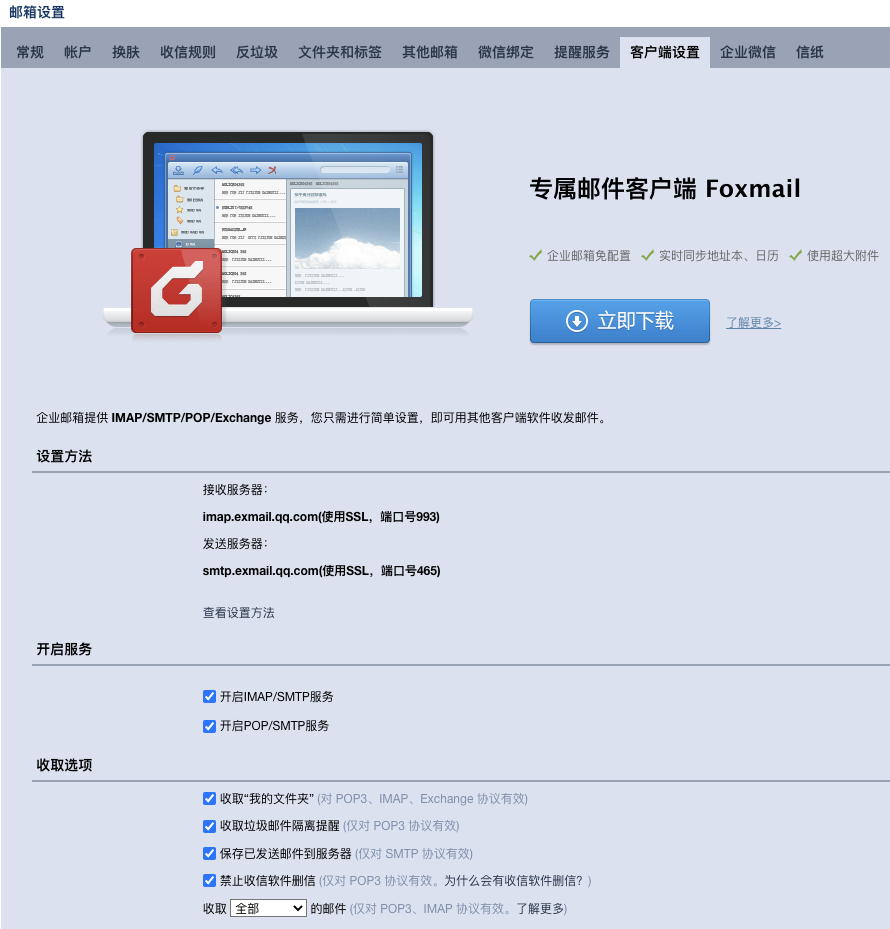 邮箱设置
常规 帐户 换肤 收信规则 反垃圾 文件夹和标签 其他邮箱 微信绑定 提醒服务 客户端设置 企业微信 信纸
专属邮件客户端 Foxmail
企业邮箱免配置 实时同步地址本、日历 使用超大附件
立即下载 了解更多>
企业邮箱提供 IMAP/SMTP/POP/Exchange 服务，您只需进行简单设置，即可用其他客户端软件收发邮件。
设置方法
接收服务器：
imap.exmail.qq.com(使用SSL，端口号993)
发送服务器：
smtp.exmail.qq.com(使用SSL，端口号465)
查看设置方法
开启服务
开启IMAP/SMTP服务
开启POP/SMTP服务
收取选项
收取“我的文件夹” (对 POP3、IMAP、Exchange 协议有效)
收取垃圾邮件隔离提醒 (仅对 POP3 协议有效)
保存已发送邮件到服务器 (仅对 SMTP 协议有效)
禁止收信软件删信 (仅对 POP3 协议有效。为什么会有收信软件删信？)
收取 全部 的邮件 (仅对 POP3、IMAP 协议有效。了解更多)